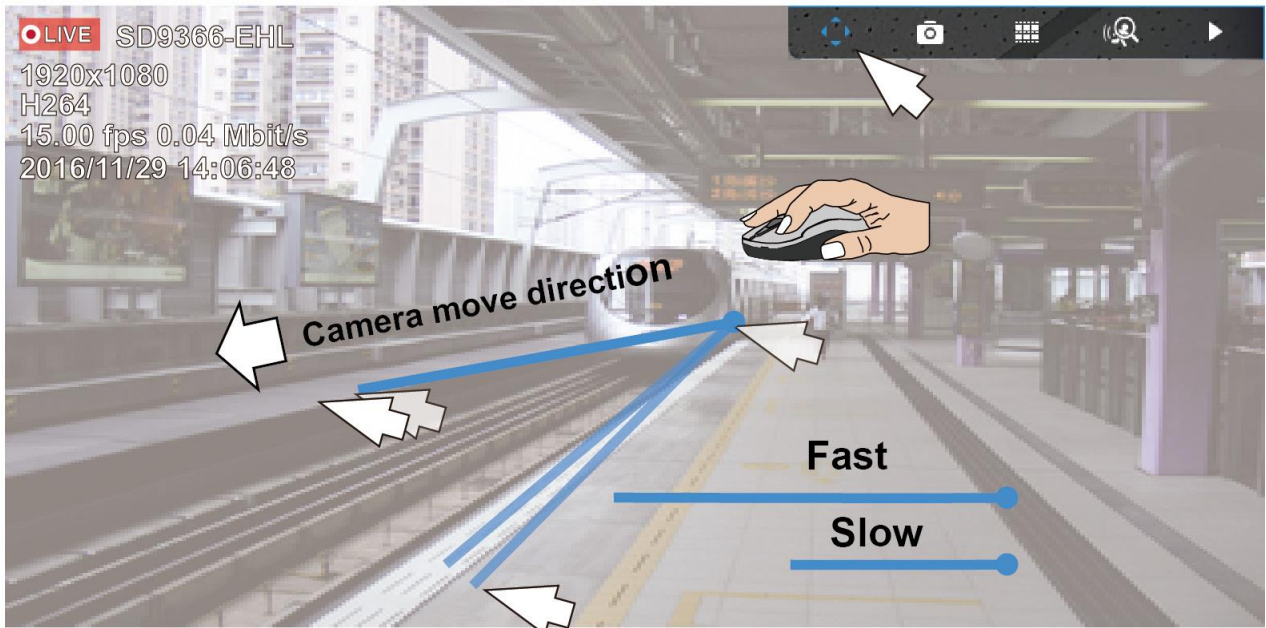 LIVE SD9366-EHL
1920x1080
H264
15.00 fps 0.04 Mbit/s
2016/11/29 14:06:48
Camera move direction
Fast
Slow